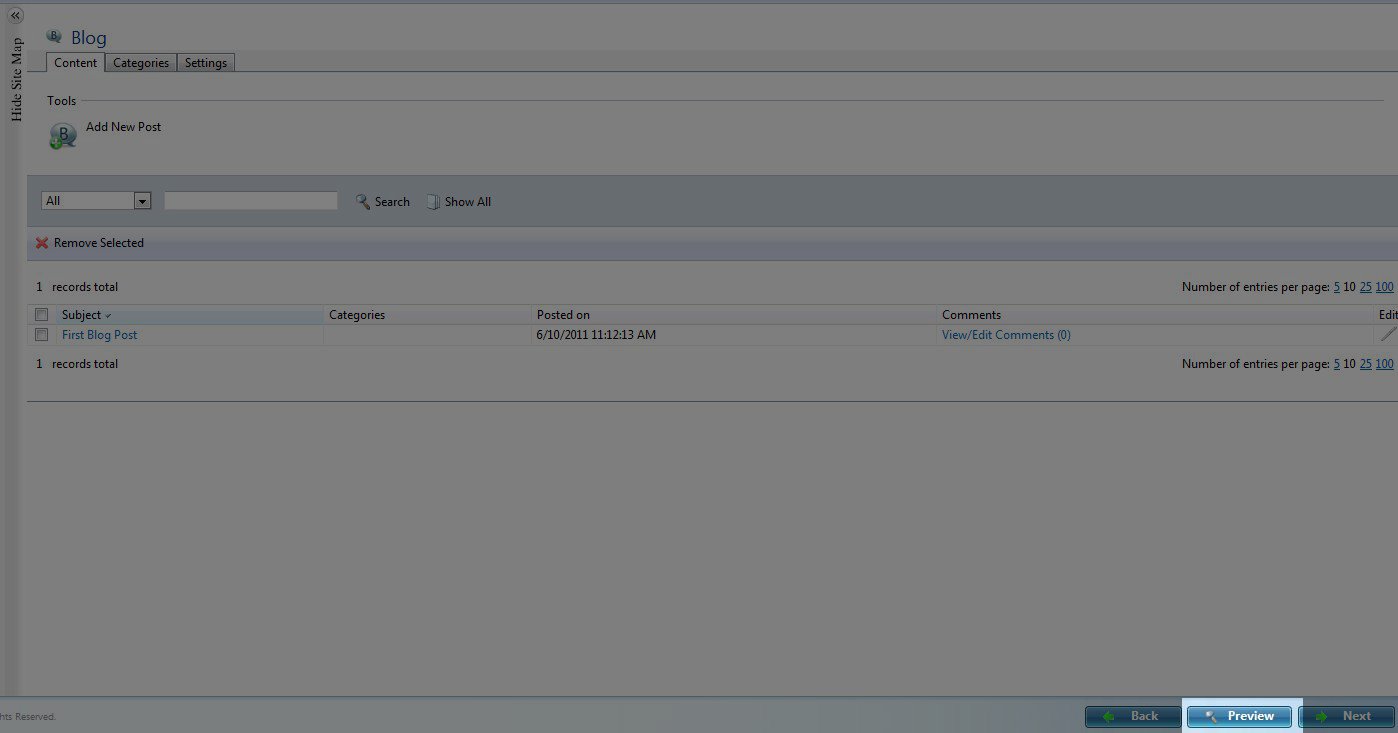 «
Hide Site Map
Blog
Content Categories Settings
Tools
Add New Post
All Search Show All
Remove Selected
1 records total Number of entries per page: 5 10 25 100
Subject Categories Posted on Comments Edit
First Blog Post 6/10/2011 11:12:13 AM View/Edit Comments (0)
1 records total Number of entries per page: 5 10 25 100
hts Reserved. Back Preview Next